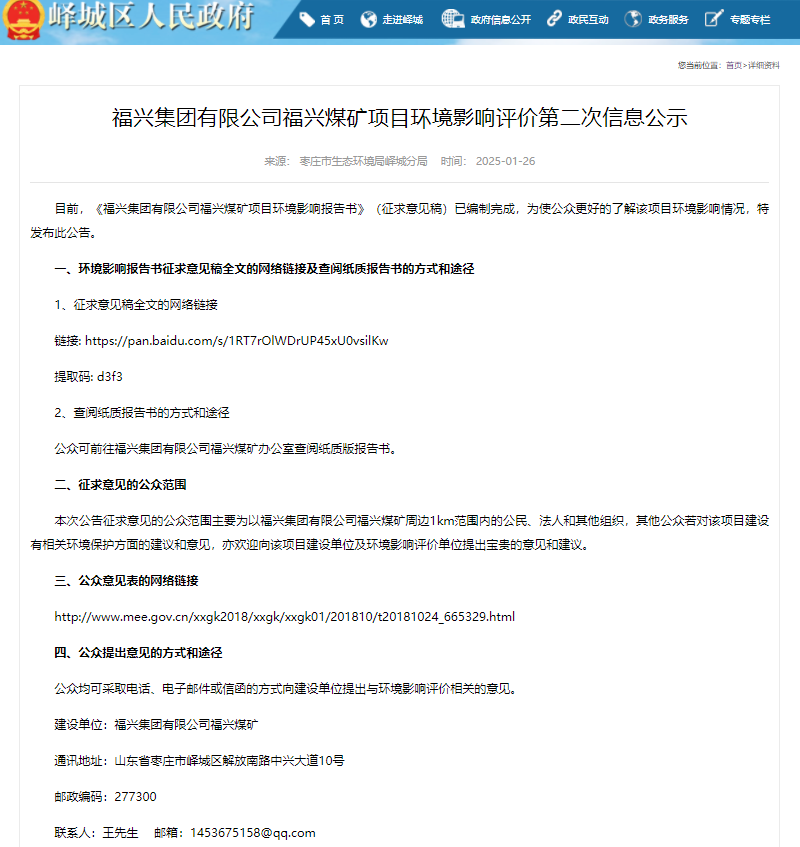 峄城区人民政府
首页 走进峄城 政府信息公开 政民互动 政务服务 专题专栏
您当前位置：首页>详细资料
福兴集团有限公司福兴煤矿项目环境影响评价第二次信息公示
来源： 枣庄市生态环境局峄城分局 时间： 2025-01-26
目前，《福兴集团有限公司福兴煤矿项目环境影响报告书》（征求意见稿）已编制完成，为使公众更好的了解该项目环境影响情况，特
发布此公告。
一、环境影响报告书征求意见稿全文的网络链接及查阅纸质报告书的方式和途径
1、征求意见稿全文的网络链接
链接: https://pan.baidu.com/s/1RT7rOlWDrUP45xU0vsilKw
提取码: d3f3
2、查阅纸质报告书的方式和途径
公众可前往福兴集团有限公司福兴煤矿办公室查阅纸质版报告书。
二、征求意见的公众范围
本次公告征求意见的公众范围主要为以福兴集团有限公司福兴煤矿周边1km范围内的公民、法人和其他组织，其他公众若对该项目建设
有相关环境保护方面的建议和意见，亦欢迎向该项目建设单位及环境影响评价单位提出宝贵的意见和建议。
三、公众意见表的网络链接
http://www.mee.gov.cn/xxgk2018/xxgk/xxgk01/201810/t20181024_665329.html
四、公众提出意见的方式和途径
公众均可采取电话、电子邮件或信函的方式向建设单位提出与环境影响评价相关的意见。
建设单位：福兴集团有限公司福兴煤矿
通讯地址：山东省枣庄市峄城区解放南路中兴大道10号
邮政编码：277300
联系人：王先生 邮箱：1453675158@qq.com